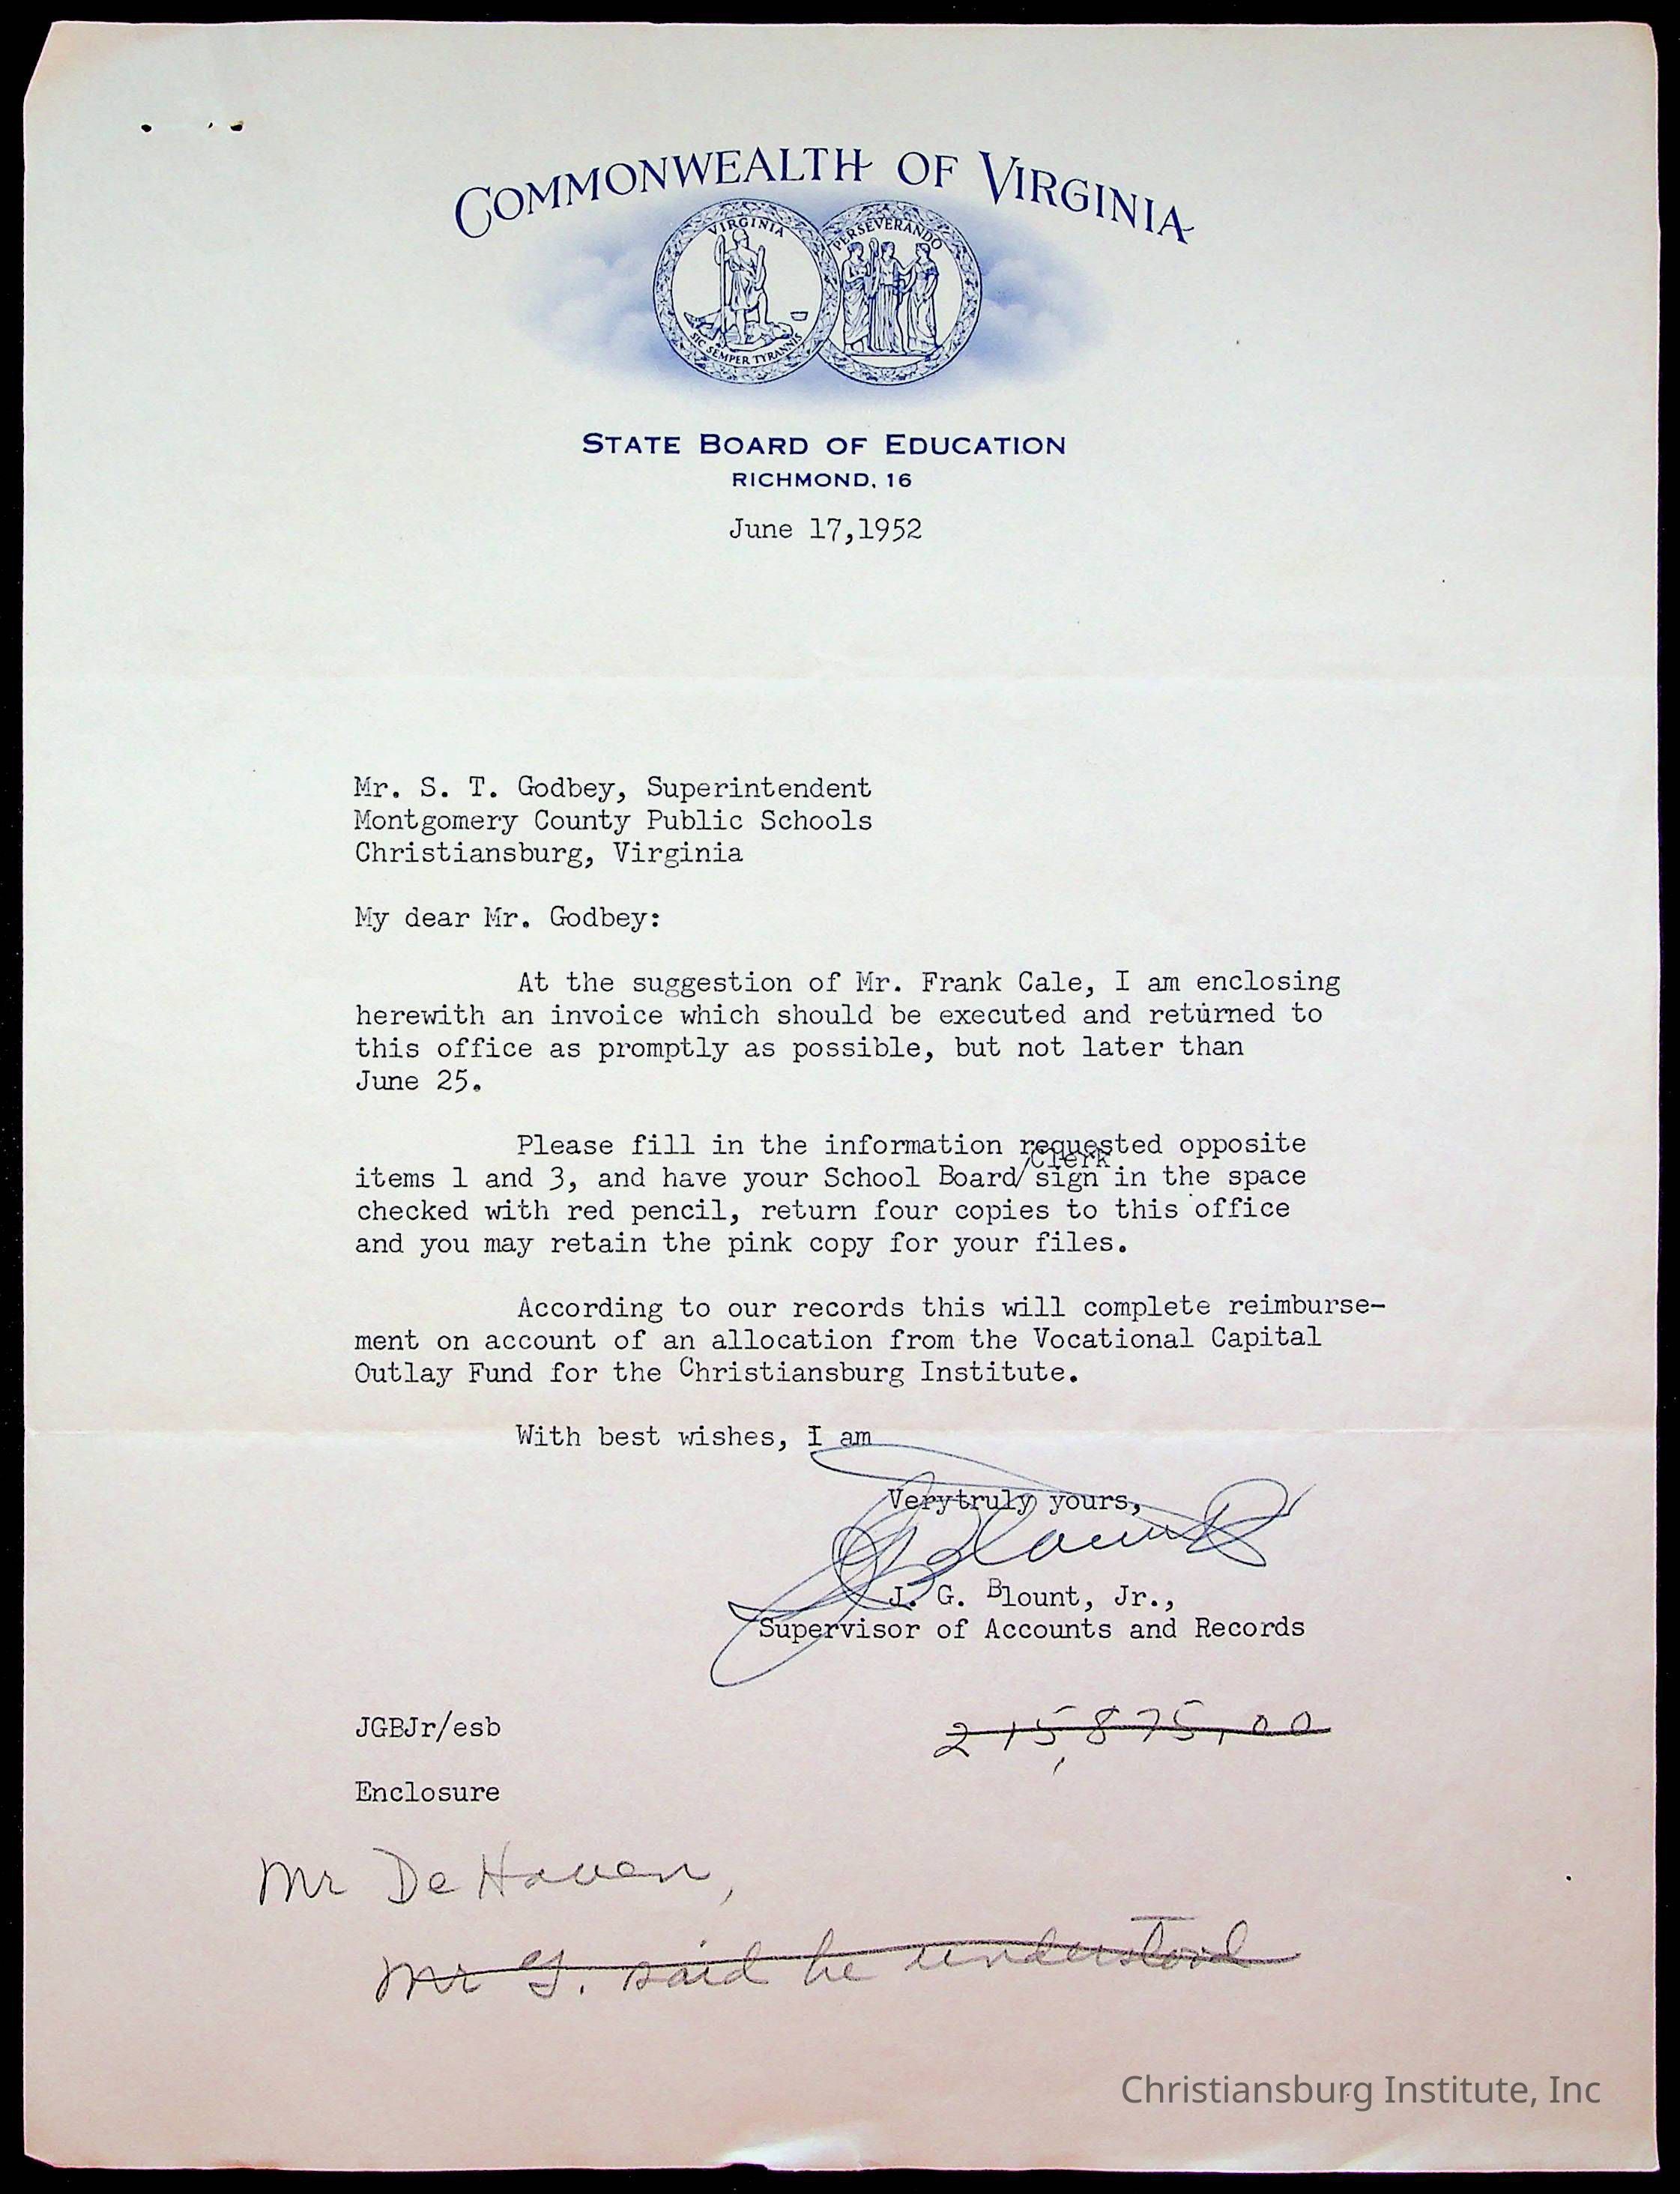 COMMONWEALTH OF VIRGINIA
VIRGINIA
PERSEVERANDO
SIC SEMPER TYRANNIS
STATE BOARD OF EDUCATION
RICHMOND, 16
June 17,1952
Mr. S. T. Godbey, Superintendent
Montgomery County Public Schools
Christiansburg, Virginia
My dear Mr. Godbey:
At the suggestion of Mr. Frank Cale, I am enclosing
herewith an invoice which should be executed and returned to
this office as promptly as possible, but not later than
June 25.
Please fill in the information requested opposite
items 1 and 3, and have your School Board/Clerk sign in the space
checked with red pencil, return four copies to this office
and you may retain the pink copy for your files.
According to our records this will complete reimburse-
ment on account of an allocation from the Vocational Capital
Outlay Fund for the Christiansburg Institute.
With best wishes, I am
Verytruly yours,
JGBlountJr
J. G. Blount, Jr.,
Supervisor of Accounts and Records
JGBJr/esb
215,875.00
Enclosure
Mr De Haven,
Mr G. said he understood
Christiansburg Institute, Inc